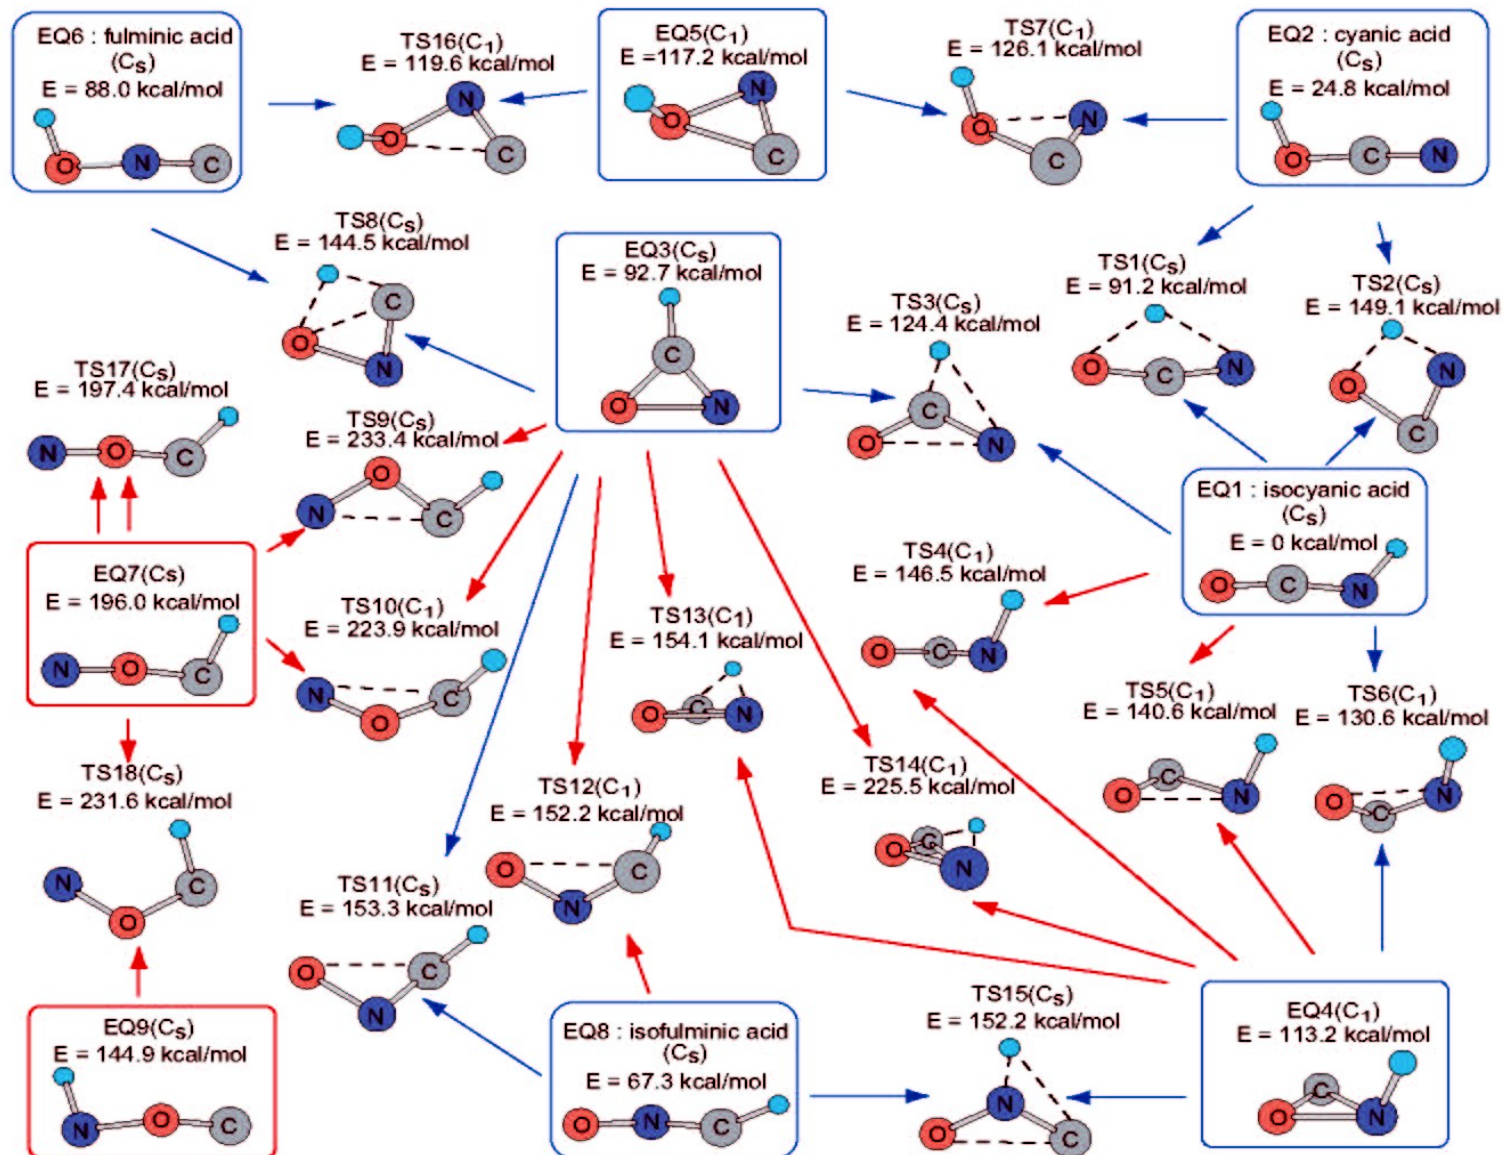 EQ6 : fulminic acid
(Cs)
E = 88.0 kcal/mol
O N C
TS16(C1)
E = 119.6 kcal/mol
N
O
C
EQ5(C1)
E =117.2 kcal/mol
N
O
C
TS7(C1)
E = 126.1 kcal/mol
O
N
C
EQ2 : cyanic acid
(Cs)
E = 24.8 kcal/mol
O C N
TS8(Cs)
E = 144.5 kcal/mol
C
O
N
EQ3(Cs)
E = 92.7 kcal/mol
C
O N
TS3(Cs)
E = 124.4 kcal/mol
C
O N
TS1(Cs)
E = 91.2 kcal/mol
O C N
TS2(Cs)
E = 149.1 kcal/mol
O N
C
TS17(Cs)
E = 197.4 kcal/mol
N O C
TS9(Cs)
E = 233.4 kcal/mol
O
N C
EQ1 : isocyanic acid
(Cs)
E = 0 kcal/mol
O C N
EQ7(Cs)
E = 196.0 kcal/mol
N O C
TS10(C1)
E = 223.9 kcal/mol
N C
O
TS13(C1)
E = 154.1 kcal/mol
O C N
TS4(C1)
E = 146.5 kcal/mol
O C N
TS5(C1)
E = 140.6 kcal/mol
C
O N
TS6(C1)
E = 130.6 kcal/mol
O N
C
TS18(Cs)
E = 231.6 kcal/mol
N C
O
TS12(C1)
E = 152.2 kcal/mol
O C
N
TS14(C1)
E = 225.5 kcal/mol
C
O N
TS11(Cs)
E = 153.3 kcal/mol
O C
N
EQ9(Cs)
E = 144.9 kcal/mol
N O C
EQ8 : isofulminic acid
(Cs)
E = 67.3 kcal/mol
O N C
TS15(Cs)
E = 152.2 kcal/mol
N
O C
EQ4(C1)
E = 113.2 kcal/mol
C
O N